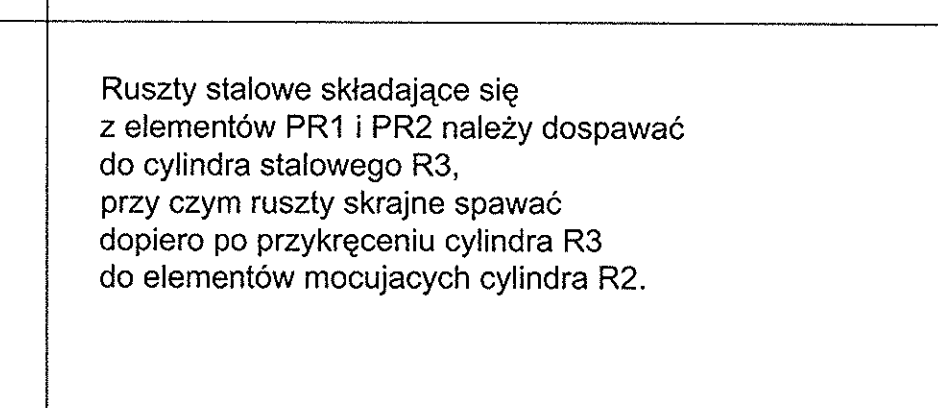 Ruszty stalowe składające się
z elementów PR1 i PR2 należy dospawać
do cylindra stalowego R3,
przy czym ruszty skrajne spawać
dopiero po przykręceniu cylindra R3
do elementów mocujacych cylindra R2.